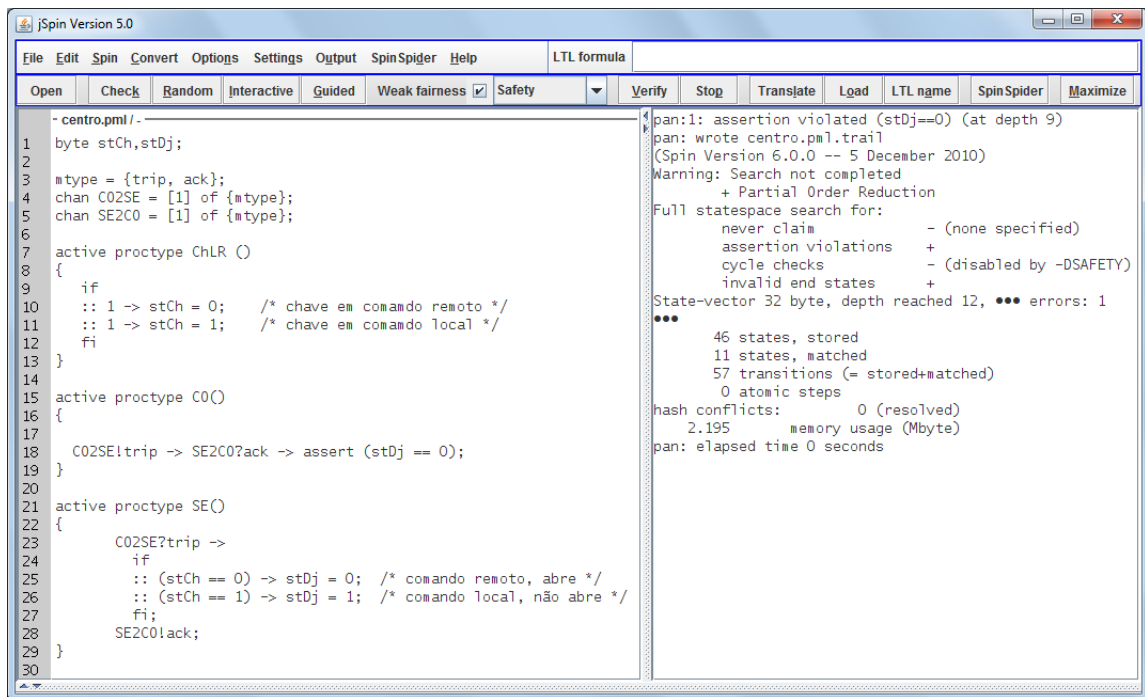 jSpin Version 5.0
File Edit Spin Convert Options Settings Output SpinSpider Help LTL formula
Open Check Random Interactive Guided Weak fairness Safety Verify Stop Translate Load LTL name SpinSpider Maximize
- centro.pml / -
1 byte stCh,stDj;
2
3 mtype = {trip, ack};
4 chan CO2SE = [1] of {mtype};
5 chan SE2CO = [1] of {mtype};
6
7 active proctype ChLR ()
8 {
9 if
10 :: 1 -> stCh = 0; /* chave em comando remoto */
11 :: 1 -> stCh = 1; /* chave em comando local */
12 fi
13 }
14
15 active proctype CO()
16 {
17
18 CO2SE!trip -> SE2CO?ack -> assert (stDj == 0);
19 }
20
21 active proctype SE()
22 {
23 CO2SE?trip ->
24 if
25 :: (stCh == 0) -> stDj = 0; /* comando remoto, abre */
26 :: (stCh == 1) -> stDj = 1; /* comando local, não abre */
27 fi;
28 SE2CO!ack;
29 }
30
pan:1: assertion violated (stDj==0) (at depth 9)
pan: wrote centro.pml.trail
(Spin Version 6.0.0 -- 5 December 2010)
Warning: Search not completed
+ Partial Order Reduction
Full statespace search for:
never claim - (none specified)
assertion violations +
cycle checks - (disabled by -DSAFETY)
invalid end states +
State-vector 32 byte, depth reached 12, ●●● errors: 1
●●●
46 states, stored
11 states, matched
57 transitions (= stored+matched)
0 atomic steps
hash conflicts: 0 (resolved)
2.195 memory usage (Mbyte)
pan: elapsed time 0 seconds